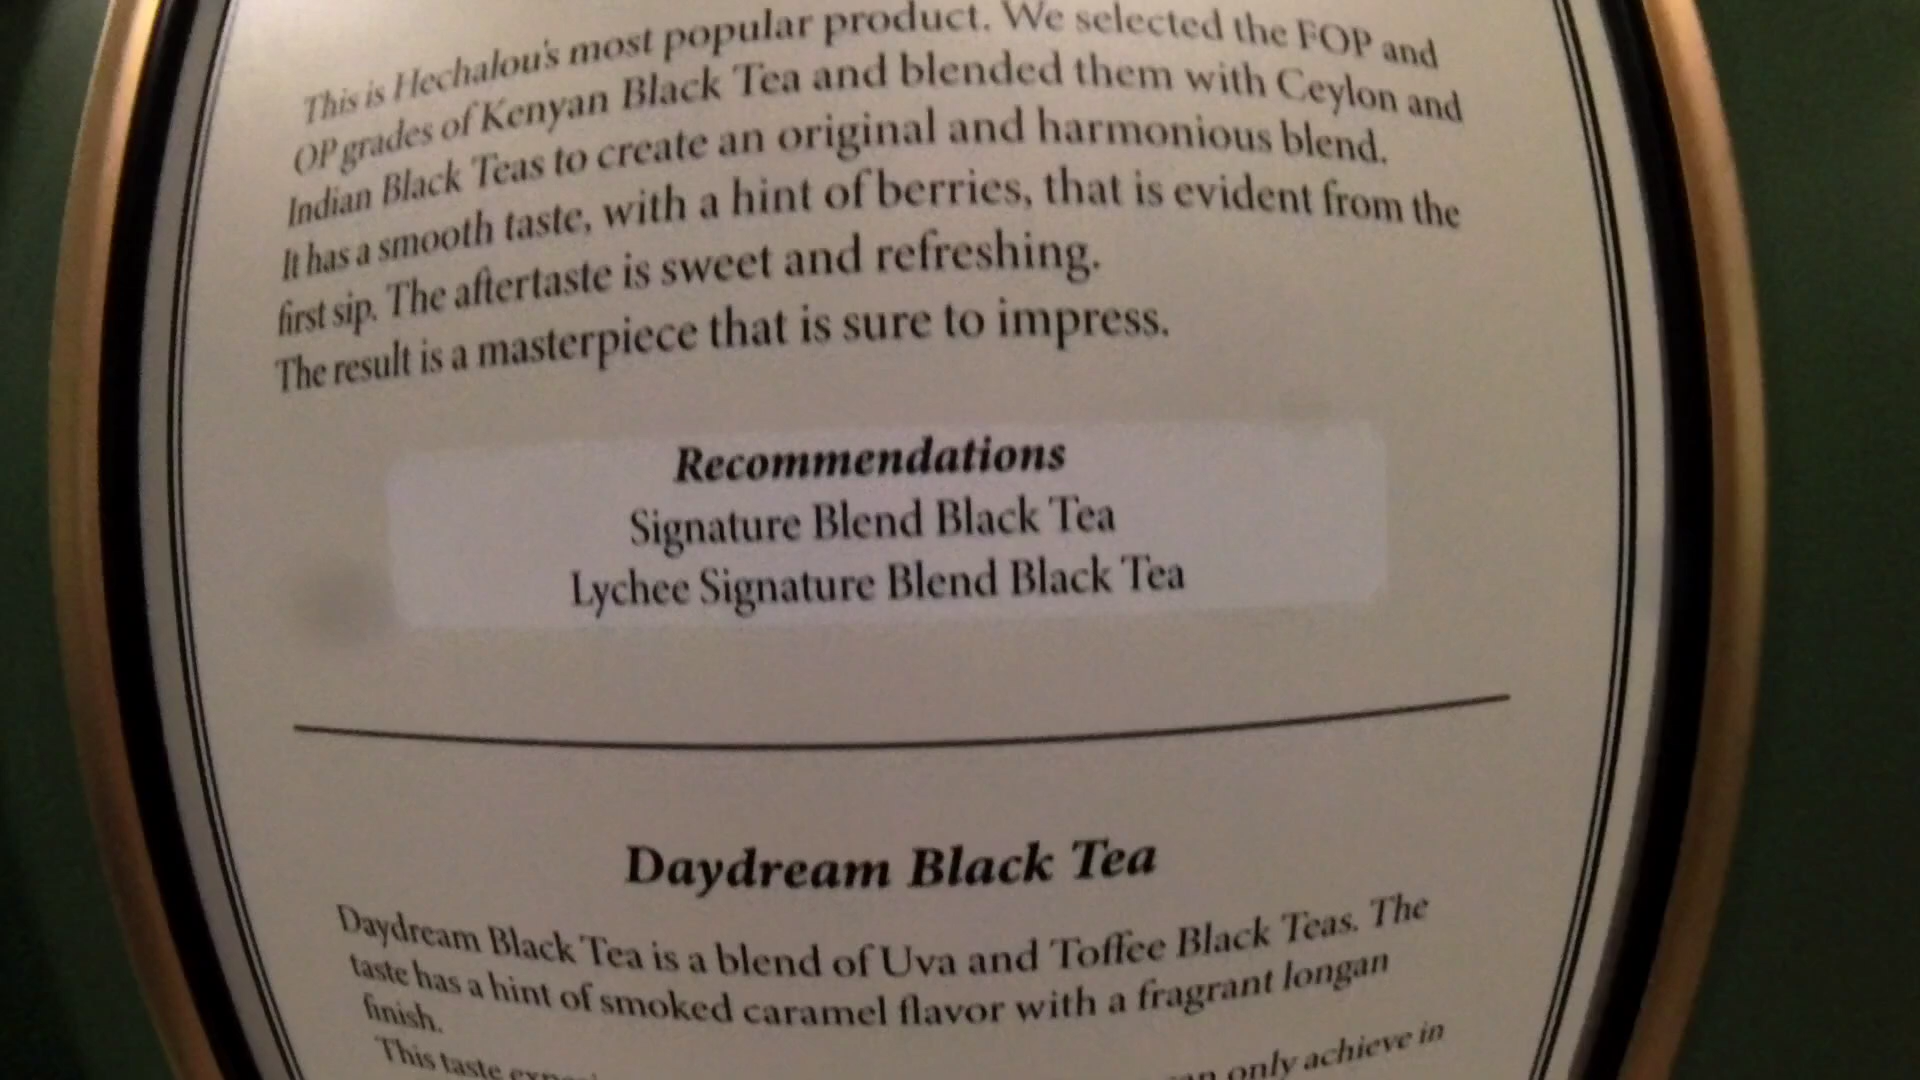 This is Hechalou's most popular product. We selected the FOP and
OP grades of Kenyan Black Tea and blended them with Ceylon and
Indian Black Teas to create an original and harmonious blend.
It has a smooth taste, with a hint of berries, that is evident from the
first sip. The aftertaste is sweet and refreshing.
The result is a masterpiece that is sure to impress.
Recommendations
Signature Blend Black Tea
Lychee Signature Blend Black Tea
Daydream Black Tea
Daydream Black Tea is a blend of Uva and Toffee Black Teas. The
taste has a hint of smoked caramel flavor with a fragrant longan
finish.
This taste only achieve in